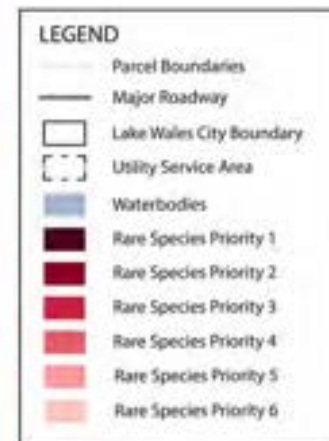 LEGEND
Parcel Boundaries
Major Roadway
Lake Wales City Boundary
Utility Service Area
Waterbodies
Rare Species Priority 1
Rare Species Priority 2
Rare Species Priority 3
Rare Species Priority 4
Rare Species Priority 5
Rare Species Priority 6